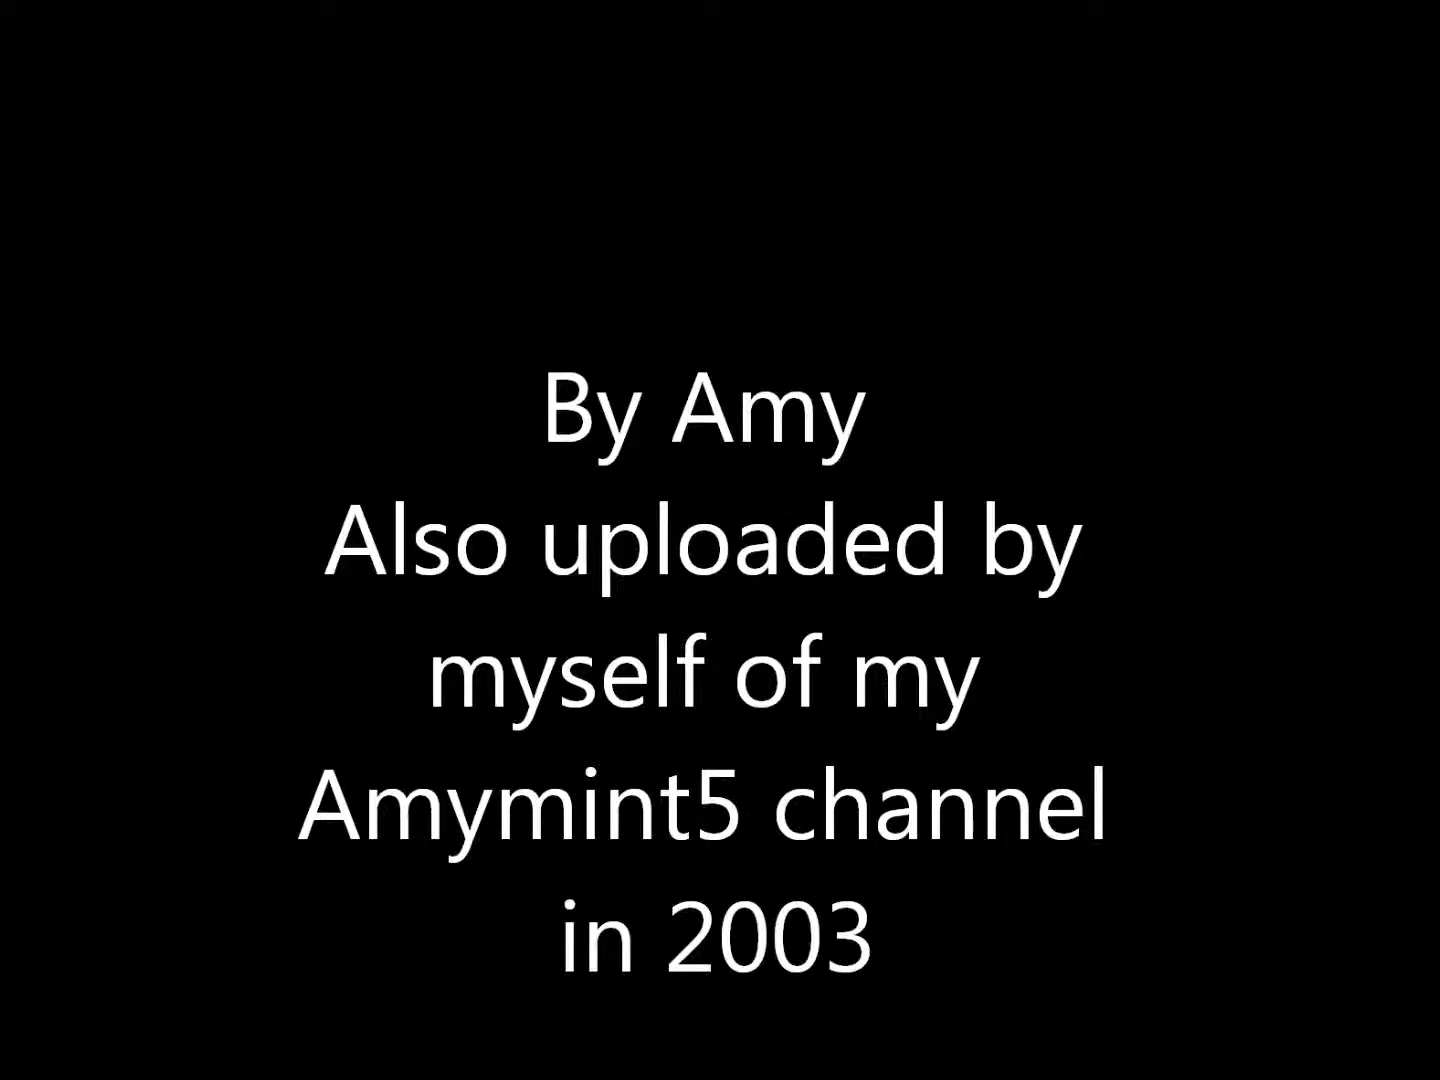 By Amy
Also uploaded by
myself of my
Amymint5 channel
in 2003